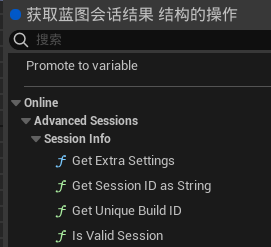 获取蓝图会话结果 结构的操作
搜索
Promote to variable
Online
Advanced Sessions
Session Info
Get Extra Settings
Get Session ID as String
Get Unique Build ID
Is Valid Session